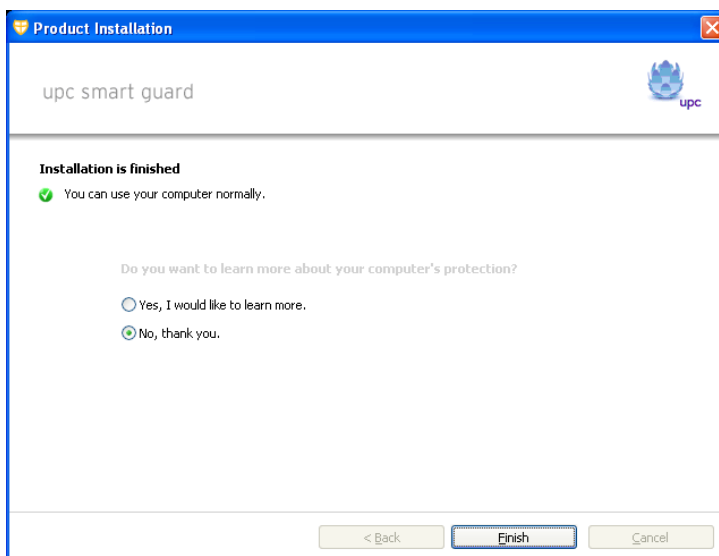 Product Installation
upc smart guard
upc
Installation is finished
You can use your computer normally.
Do you want to learn more about your computer's protection?
Yes, I would like to learn more.
No, thank you.
< Back
Finish
Cancel